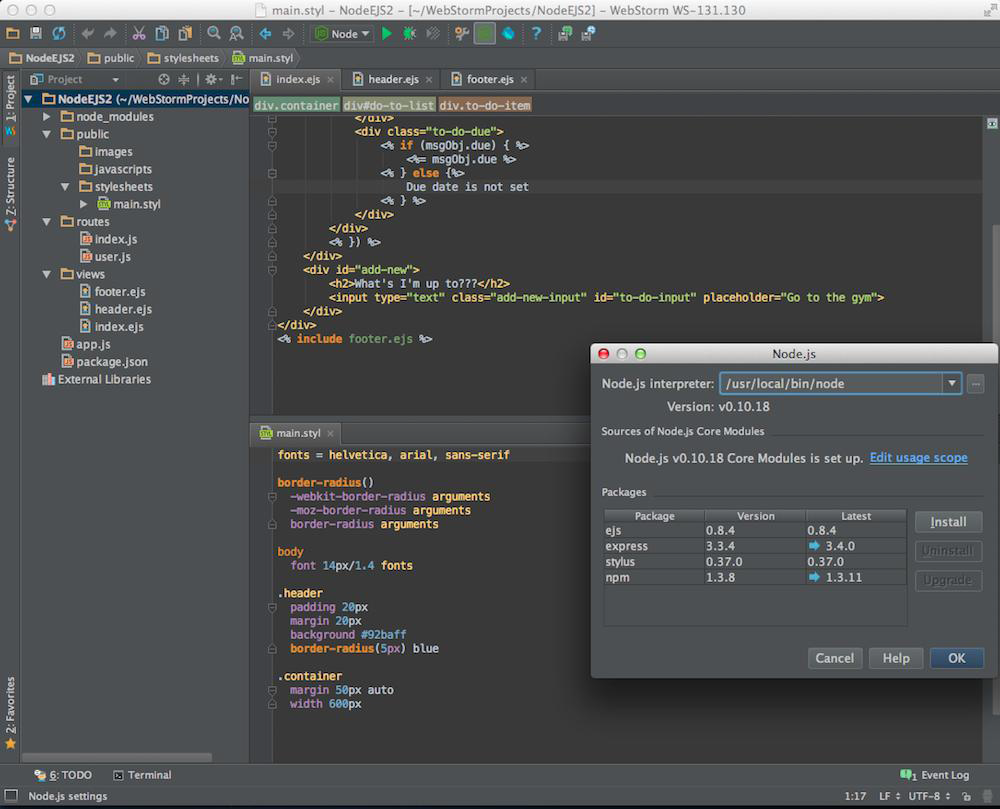 main.styl - NodeEJS2 - [~/WebStormProjects/NodeEJS2] - WebStorm WS-131.130
Node
NodeEJS2 public stylesheets main.styl
1: Project
Z: Structure
2: Favorites
Project
NodeEJS2 (~/WebStormProjects/No
node_modules
public
images
javascripts
stylesheets
main.styl
routes
index.js
user.js
views
footer.ejs
header.ejs
index.ejs
app.js
package.json
External Libraries
index.ejs header.ejs footer.ejs
div.container div#do-to-list div.to-do-item
</div>
<div class="to-do-due">
<% if (msgObj.due) { %>
<%= msgObj.due %>
<% } else {%>
Due date is not set
<% } %>
</div>
</div>
<% }) %>
</div>
<div id="add-new">
<h2>What's I'm up to???</h2>
<input type="text" class="add-new-input" id="to-do-input" placeholder="Go to the gym">
</div>
</div>
<% include footer.ejs %>
main.styl
fonts = helvetica, arial, sans-serif
border-radius()
-webkit-border-radius arguments
-moz-border-radius arguments
border-radius arguments
body
font 14px/1.4 fonts
.header
padding 20px
margin 20px
background #92baff
border-radius(5px) blue
.container
margin 50px auto
width 600px
Node.js
Node.js interpreter: /usr/local/bin/node ...
Version: v0.10.18
Sources of Node.js Core Modules
Node.js v0.10.18 Core Modules is set up. Edit usage scope
Packages
Package Version Latest
ejs 0.8.4 0.8.4
express 3.3.4 3.4.0
stylus 0.37.0 0.37.0
npm 1.3.8 1.3.11
Install
Uninstall
Upgrade
Cancel Help OK
6: TODO Terminal 1 Event Log
Node.js settings 1:17 LF UTF-8